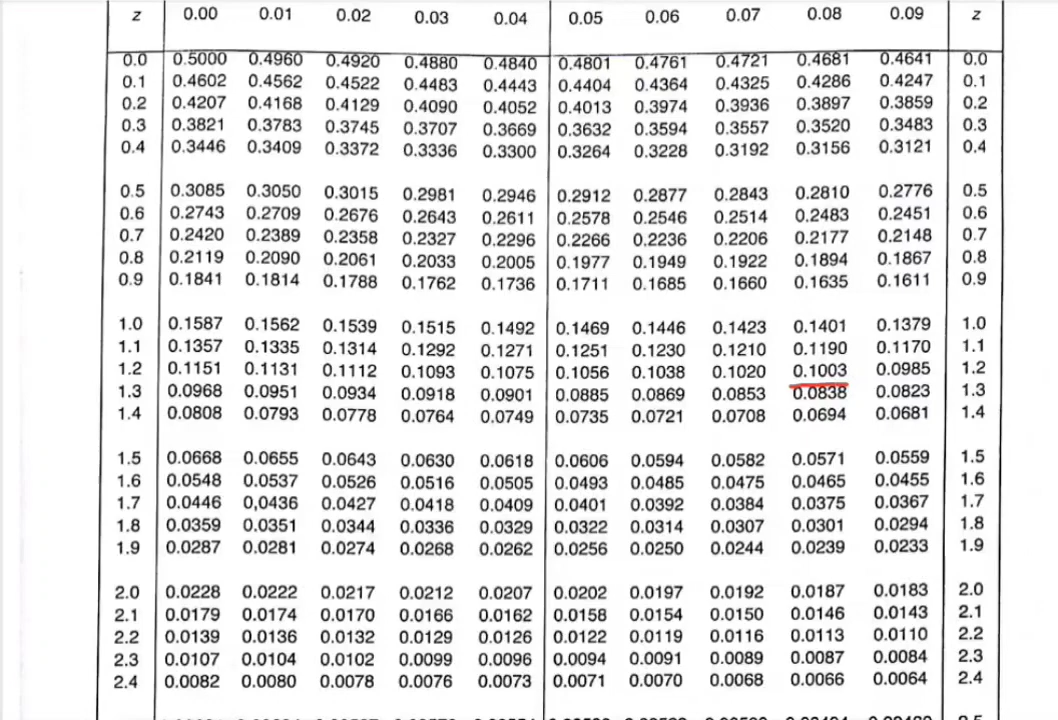 z 0.00 0.01 0.02 0.03 0.04 0.05 0.06 0.07 0.08 0.09 z
0.0 0.5000 0.4960 0.4920 0.4880 0.4840 0.4801 0.4761 0.4721 0.4681 0.4641 0.0
0.1 0.4602 0.4562 0.4522 0.4483 0.4443 0.4404 0.4364 0.4325 0.4286 0.4247 0.1
0.2 0.4207 0.4168 0.4129 0.4090 0.4052 0.4013 0.3974 0.3936 0.3897 0.3859 0.2
0.3 0.3821 0.3783 0.3745 0.3707 0.3669 0.3632 0.3594 0.3557 0.3520 0.3483 0.3
0.4 0.3446 0.3409 0.3372 0.3336 0.3300 0.3264 0.3228 0.3192 0.3156 0.3121 0.4
0.5 0.3085 0.3050 0.3015 0.2981 0.2946 0.2912 0.2877 0.2843 0.2810 0.2776 0.5
0.6 0.2743 0.2709 0.2676 0.2643 0.2611 0.2578 0.2546 0.2514 0.2483 0.2451 0.6
0.7 0.2420 0.2389 0.2358 0.2327 0.2296 0.2266 0.2236 0.2206 0.2177 0.2148 0.7
0.8 0.2119 0.2090 0.2061 0.2033 0.2005 0.1977 0.1949 0.1922 0.1894 0.1867 0.8
0.9 0.1841 0.1814 0.1788 0.1762 0.1736 0.1711 0.1685 0.1660 0.1635 0.1611 0.9
1.0 0.1587 0.1562 0.1539 0.1515 0.1492 0.1469 0.1446 0.1423 0.1401 0.1379 1.0
1.1 0.1357 0.1335 0.1314 0.1292 0.1271 0.1251 0.1230 0.1210 0.1190 0.1170 1.1
1.2 0.1151 0.1131 0.1112 0.1093 0.1075 0.1056 0.1038 0.1020 0.1003 0.0985 1.2
1.3 0.0968 0.0951 0.0934 0.0918 0.0901 0.0885 0.0869 0.0853 0.0838 0.0823 1.3
1.4 0.0808 0.0793 0.0778 0.0764 0.0749 0.0735 0.0721 0.0708 0.0694 0.0681 1.4
1.5 0.0668 0.0655 0.0643 0.0630 0.0618 0.0606 0.0594 0.0582 0.0571 0.0559 1.5
1.6 0.0548 0.0537 0.0526 0.0516 0.0505 0.0493 0.0485 0.0475 0.0465 0.0455 1.6
1.7 0.0446 0,0436 0.0427 0.0418 0.0409 0.0401 0.0392 0.0384 0.0375 0.0367 1.7
1.8 0.0359 0.0351 0.0344 0.0336 0.0329 0.0322 0.0314 0.0307 0.0301 0.0294 1.8
1.9 0.0287 0.0281 0.0274 0.0268 0.0262 0.0256 0.0250 0.0244 0.0239 0.0233 1.9
2.0 0.0228 0.0222 0.0217 0.0212 0.0207 0.0202 0.0197 0.0192 0.0187 0.0183 2.0
2.1 0.0179 0.0174 0.0170 0.0166 0.0162 0.0158 0.0154 0.0150 0.0146 0.0143 2.1
2.2 0.0139 0.0136 0.0132 0.0129 0.0126 0.0122 0.0119 0.0116 0.0113 0.0110 2.2
2.3 0.0107 0.0104 0.0102 0.0099 0.0096 0.0094 0.0091 0.0089 0.0087 0.0084 2.3
2.4 0.0082 0.0080 0.0078 0.0076 0.0073 0.0071 0.0070 0.0068 0.0066 0.0064 2.4